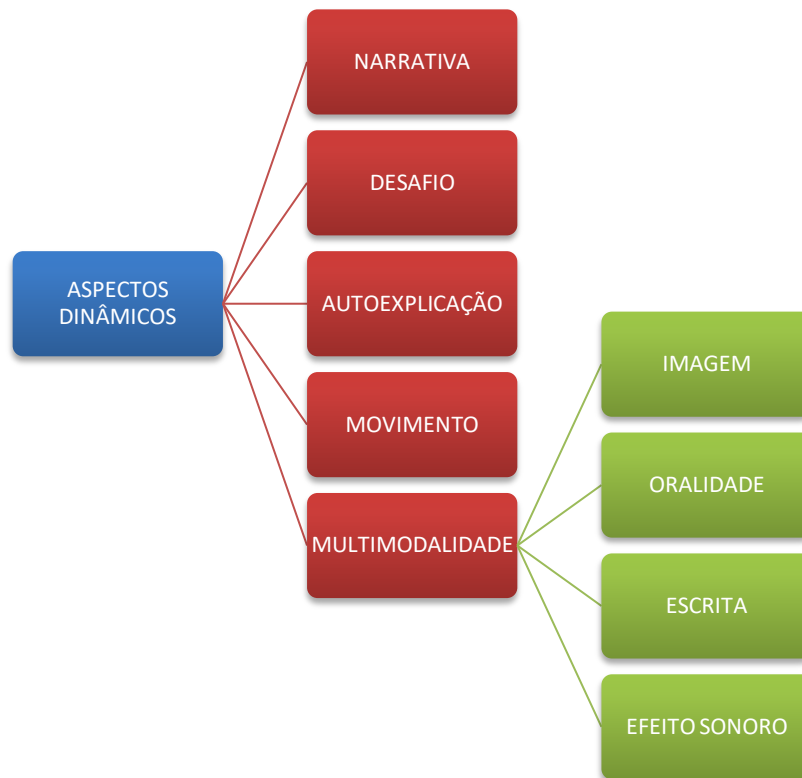 ASPECTOS
DINÂMICOS
NARRATIVA
DESAFIO
AUTOEXPLICAÇÃO
MOVIMENTO
MULTIMODALIDADE
IMAGEM
ORALIDADE
ESCRITA
EFEITO SONORO